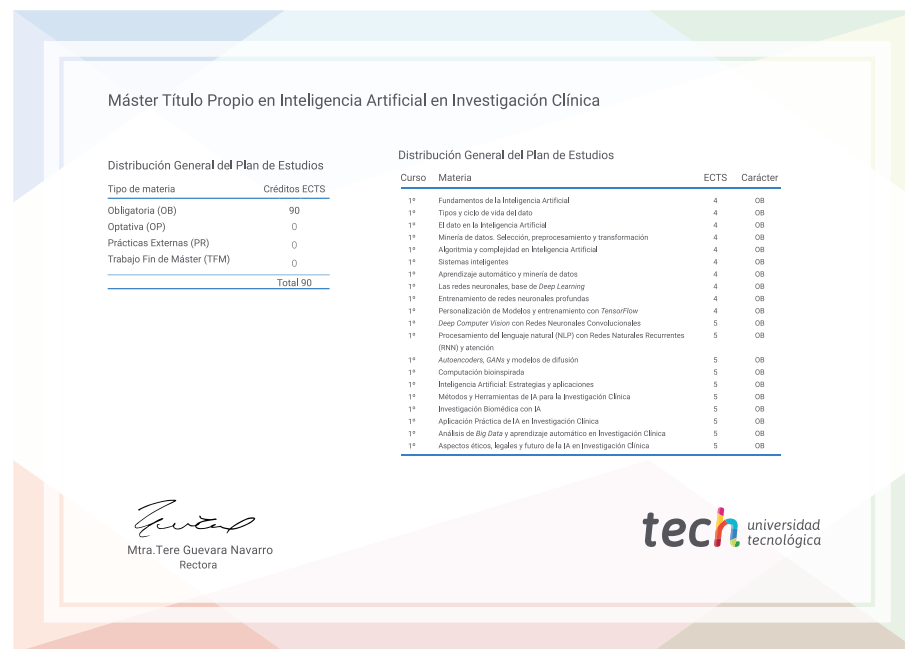 Máster Título Propio en Inteligencia Artificial en Investigación Clínica
Distribución General del Plan de Estudios
Tipo de materia Créditos ECTS
Obligatoria (OB) 90
Optativa (OP) 0
Prácticas Externas (PR) 0
Trabajo Fin de Máster (TFM) 0
Total 90
Distribución General del Plan de Estudios
Curso Materia ECTS Carácter
1º Fundamentos de la Inteligencia Artificial 4 OB
1º Tipos y ciclo de vida del dato 4 OB
1º El dato en la Inteligencia Artificial 4 OB
1º Minería de datos. Selección, preprocesamiento y transformación 4 OB
1º Algoritmia y complejidad en Inteligencia Artificial 4 OB
1º Sistemas inteligentes 4 OB
1º Aprendizaje automático y minería de datos 4 OB
1º Las redes neuronales, base de Deep Learning 4 OB
1º Entrenamiento de redes neuronales profundas 4 OB
1º Personalización de Modelos y entrenamiento con TensorFlow 4 OB
1º Deep Computer Vision con Redes Neuronales Convolucionales 5 OB
1º Procesamiento del lenguaje natural (NLP) con Redes Naturales Recurrentes 5 OB
(RNN) y atención
1º Autoencoders, GANs y modelos de difusión 5 OB
1º Computación bioinspirada 5 OB
1º Inteligencia Artificial: Estrategias y aplicaciones 5 OB
1º Métodos y Herramientas de IA para la Investigación Clínica 5 OB
1º Investigación Biomédica con IA 5 OB
1º Aplicación Práctica de IA en Investigación Clínica 5 OB
1º Análisis de Big Data y aprendizaje automático en Investigación Clínica 5 OB
1º Aspectos éticos, legales y futuro de la IA en Investigación Clínica 5 OB
Mtra.Tere Guevara Navarro
Rectora
tech universidad
tecnológica